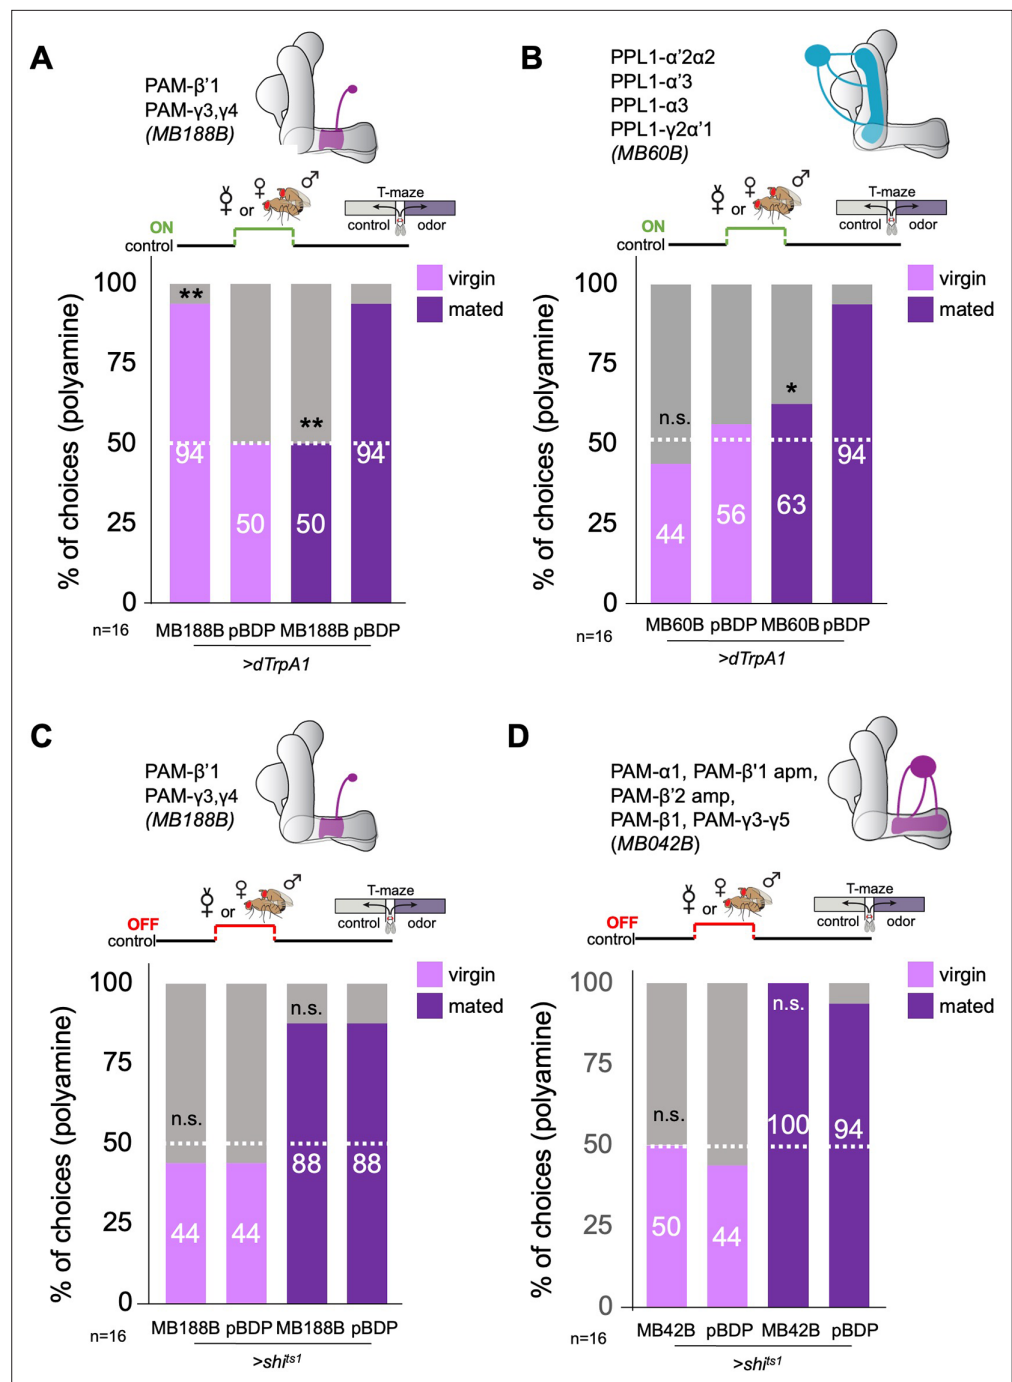 A
PAM-β'1
PAM-γ3,γ4
(MB188B)
☿ or ♀ ♂
T-maze
control odor
ON
control
% of choices (polyamine)
100
75
50
25
0
**
94
50
**
50
94
virgin
mated
n=16
MB188B pBDP MB188B pBDP
>dTrpA1
B
PPL1-α'2α2
PPL1-α'3
PPL1-α3
PPL1-γ2α'1
(MB60B)
☿ or ♀ ♂
T-maze
control odor
ON
control
% of choices (polyamine)
100
75
50
25
0
n.s.
44
56
*
63
94
virgin
mated
n=16
MB60B pBDP MB60B pBDP
>dTrpA1
C
PAM-β'1
PAM-γ3,γ4
(MB188B)
☿ or ♀ ♂
T-maze
control odor
OFF
control
% of choices (polyamine)
100
75
50
25
0
n.s.
44
44
n.s.
88
88
virgin
mated
n=16
MB188B pBDP MB188B pBDP
>shi^ts1
D
PAM-α1, PAM-β'1 apm,
PAM-β'2 amp,
PAM-β1, PAM-γ3-γ5
(MB042B)
☿ or ♀ ♂
T-maze
control odor
OFF
control
% of choices (polyamine)
100
75
50
25
0
n.s.
50
44
n.s.
100
94
virgin
mated
n=16
MB42B pBDP MB42B pBDP
>shi^ts1